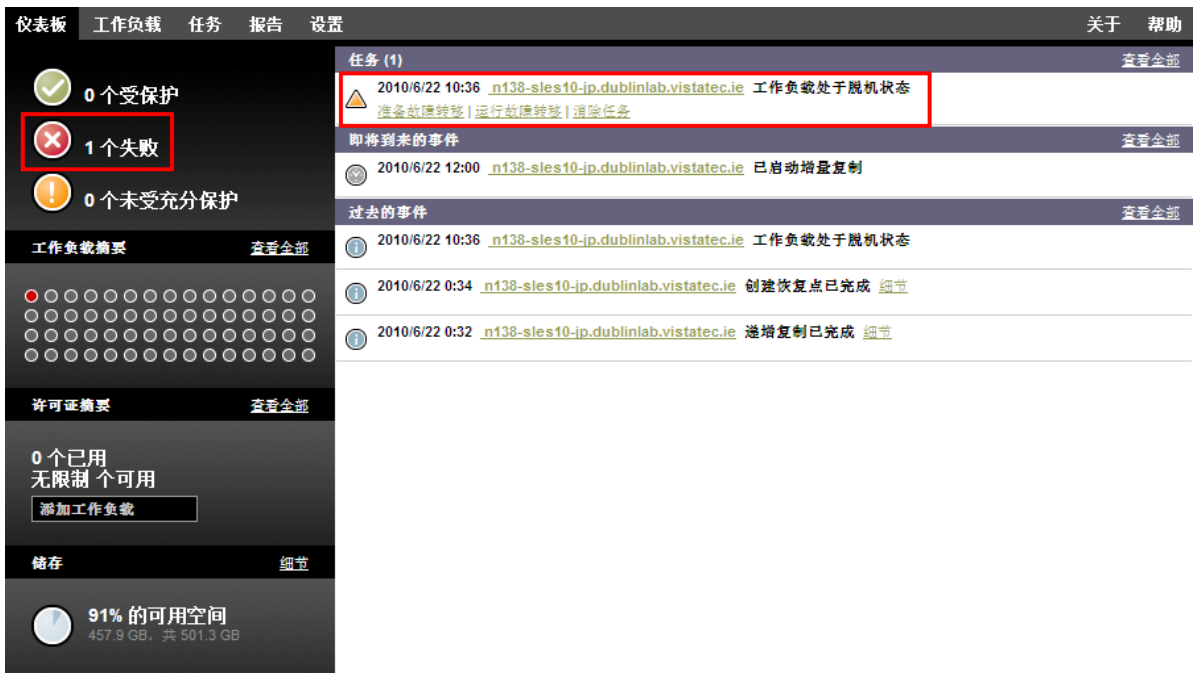 仪表板 工作负载 任务 报告 设置 关于 帮助
0 个受保护
1 个失败
0 个未受充分保护
工作负载摘要 查看全部
许可证摘要 查看全部
0 个已用
无限制 个可用
添加工作负载
储存 细节
91% 的可用空间
457.9 GB，共 501.3 GB
任务 (1) 查看全部
2010/6/22 10:36 n138-sles10-jp.dublinlab.vistatec.ie 工作负载处于脱机状态
准备故障转移 | 运行故障转移 | 消除任务
即将到来的事件 查看全部
2010/6/22 12:00 n138-sles10-jp.dublinlab.vistatec.ie 已启动增量复制
过去的事件 查看全部
2010/6/22 10:36 n138-sles10-jp.dublinlab.vistatec.ie 工作负载处于脱机状态
2010/6/22 0:34 n138-sles10-jp.dublinlab.vistatec.ie 创建恢复点已完成 细节
2010/6/22 0:32 n138-sles10-jp.dublinlab.vistatec.ie 递增复制已完成 细节